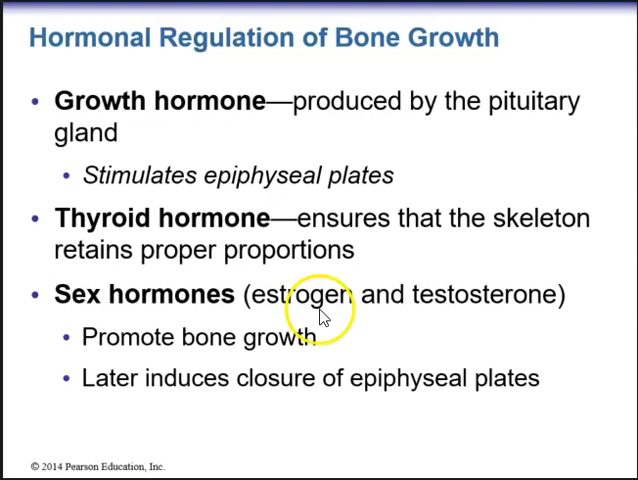 Hormonal Regulation of Bone Growth
• Growth hormone—produced by the pituitary
gland
• Stimulates epiphyseal plates
• Thyroid hormone—ensures that the skeleton
retains proper proportions
• Sex hormones (estrogen and testosterone)
• Promote bone growth
• Later induces closure of epiphyseal plates
© 2014 Pearson Education, Inc.